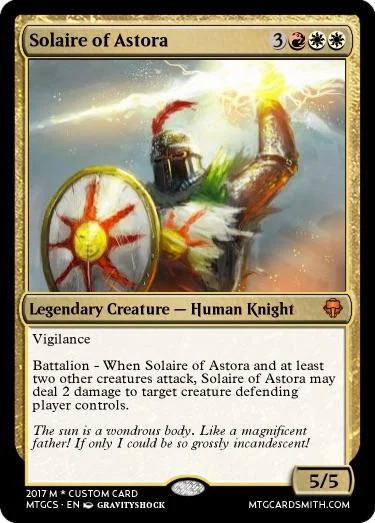 Solaire of Astora 3
Legendary Creature — Human Knight
Vigilance
Battalion - When Solaire of Astora and at least
two other creatures attack, Solaire of Astora may
deal 2 damage to target creature defending
player controls.
The sun is a wondrous body. Like a magnificent
father! If only I could be so grossly incandescent!
5/5
2017 M * CUSTOM CARD
MTGCS • EN GRAVITYSHOCK
MTGCARDSMITH.COM